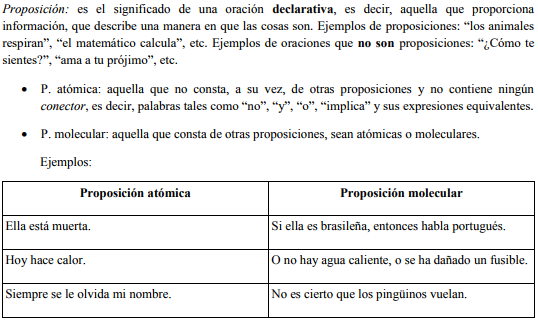 Proposición: es el significado de una oración declarativa, es decir, aquella que proporciona
información, que describe una manera en que las cosas son. Ejemplos de proposiciones: “los animales
respiran”, “el matemático calcula”, etc. Ejemplos de oraciones que no son proposiciones: “¿Cómo te
sientes?”, “ama a tu prójimo”, etc.
• P. atómica: aquella que no consta, a su vez, de otras proposiciones y no contiene ningún
conector, es decir, palabras tales como “no”, “y”, “o”, “implica” y sus expresiones equivalentes.
• P. molecular: aquella que consta de otras proposiciones, sean atómicas o moleculares.
Ejemplos:
Proposición atómica Proposición molecular
Ella está muerta. Si ella es brasileña, entonces habla portugués.
Hoy hace calor. O no hay agua caliente, o se ha dañado un fusible.
Siempre se le olvida mi nombre. No es cierto que los pingüinos vuelan.